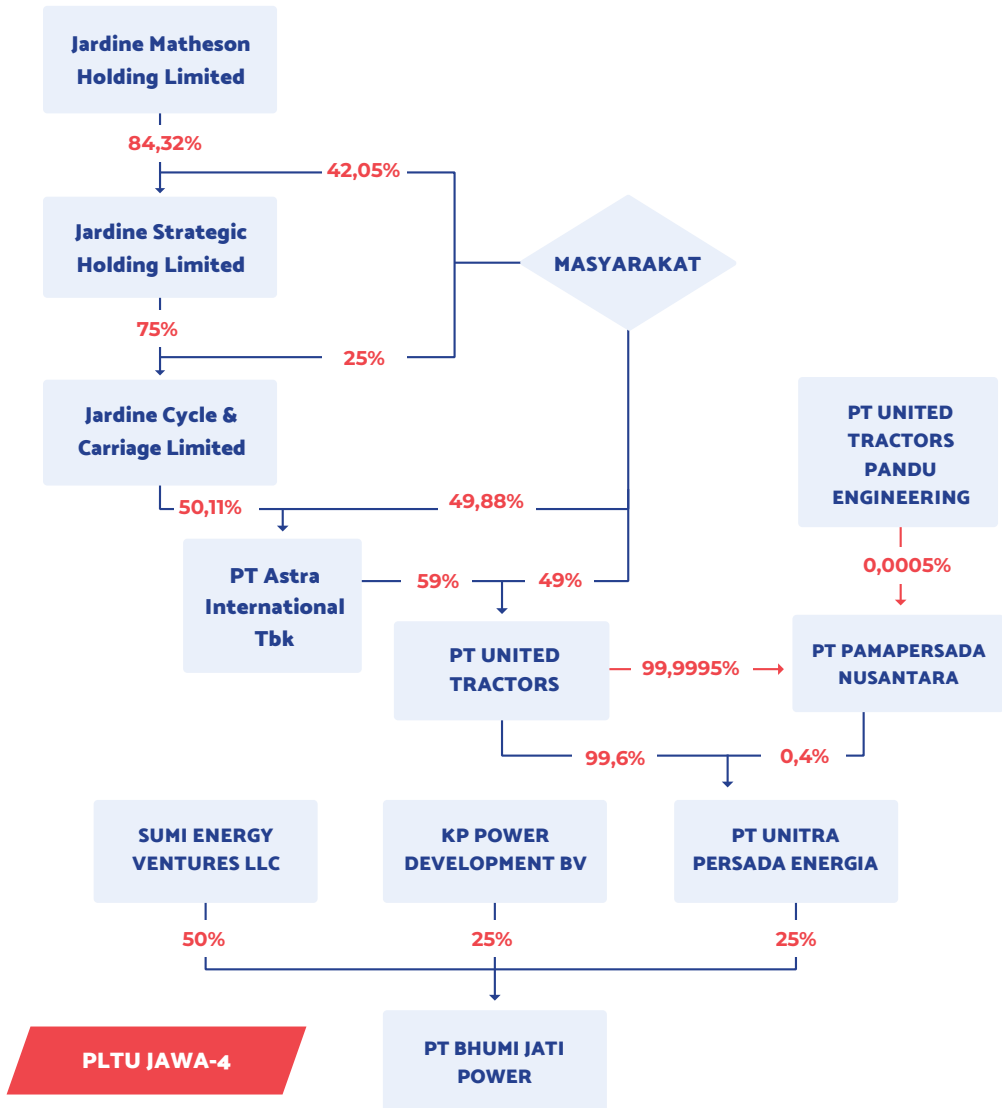 Jardine Matheson
Holding Limited
84,32%
42,05%
Jardine Strategic
Holding Limited
MASYARAKAT
75%
25%
Jardine Cycle &
Carriage Limited
PT UNITED
TRACTORS
PANDU
ENGINEERING
50,11%
49,88%
0,0005%
PT Astra
International
Tbk
59%
49%
PT UNITED
TRACTORS
99,9995%
PT PAMAPERSADA
NUSANTARA
99,6%
0,4%
SUMI ENERGY
VENTURES LLC
KP POWER
DEVELOPMENT BV
PT UNITRA
PERSADA ENERGIA
50%
25%
25%
PLTU JAWA-4
PT BHUMI JATI
POWER